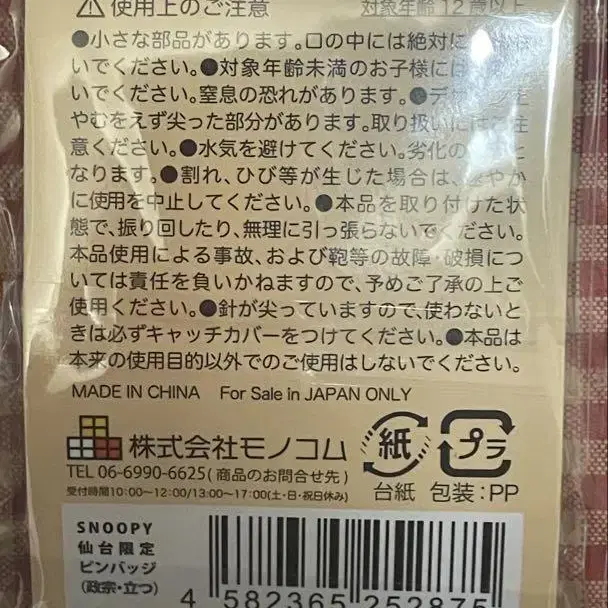 ⚠使用上のご注意　対象年齢12歳以上
●小さな部品があります。口の中には絶対に
いでください。●対象年齢未満のお子様には
いでください。窒息の恐れがあります。●デ を
やむをえず尖った部分があります。取り扱いにはご注
意ください。●水気を避けてください。劣化の と
なります。●割れ、ひび等が生じた場合は、 やか
に使用を中止してください。●本品を取り付けた状
態で、振り回したり、無理に引っ張らないでください。
本品使用による事故、および鞄等の故障・破損につ
いては責任を負いかねますので、予めご了承の上ご
使用ください。●針が尖っていますので、使わないと
きは必ずキャッチカバーをつけてください。●本品は
本来の使用目的以外でのご使用はしないでください。
MADE IN CHINA　For Sale in JAPAN ONLY
株式会社モノコム
TEL 06-6990-6625(商品のお問合せ先)
受付時間10:00〜12:00/13:00〜17:00(土・日・祝日休み)
紙
台紙
プラ
包装:PP
SNOOPY
仙台限定
ピンバッジ
(政宗・立つ)
4 582365 252875